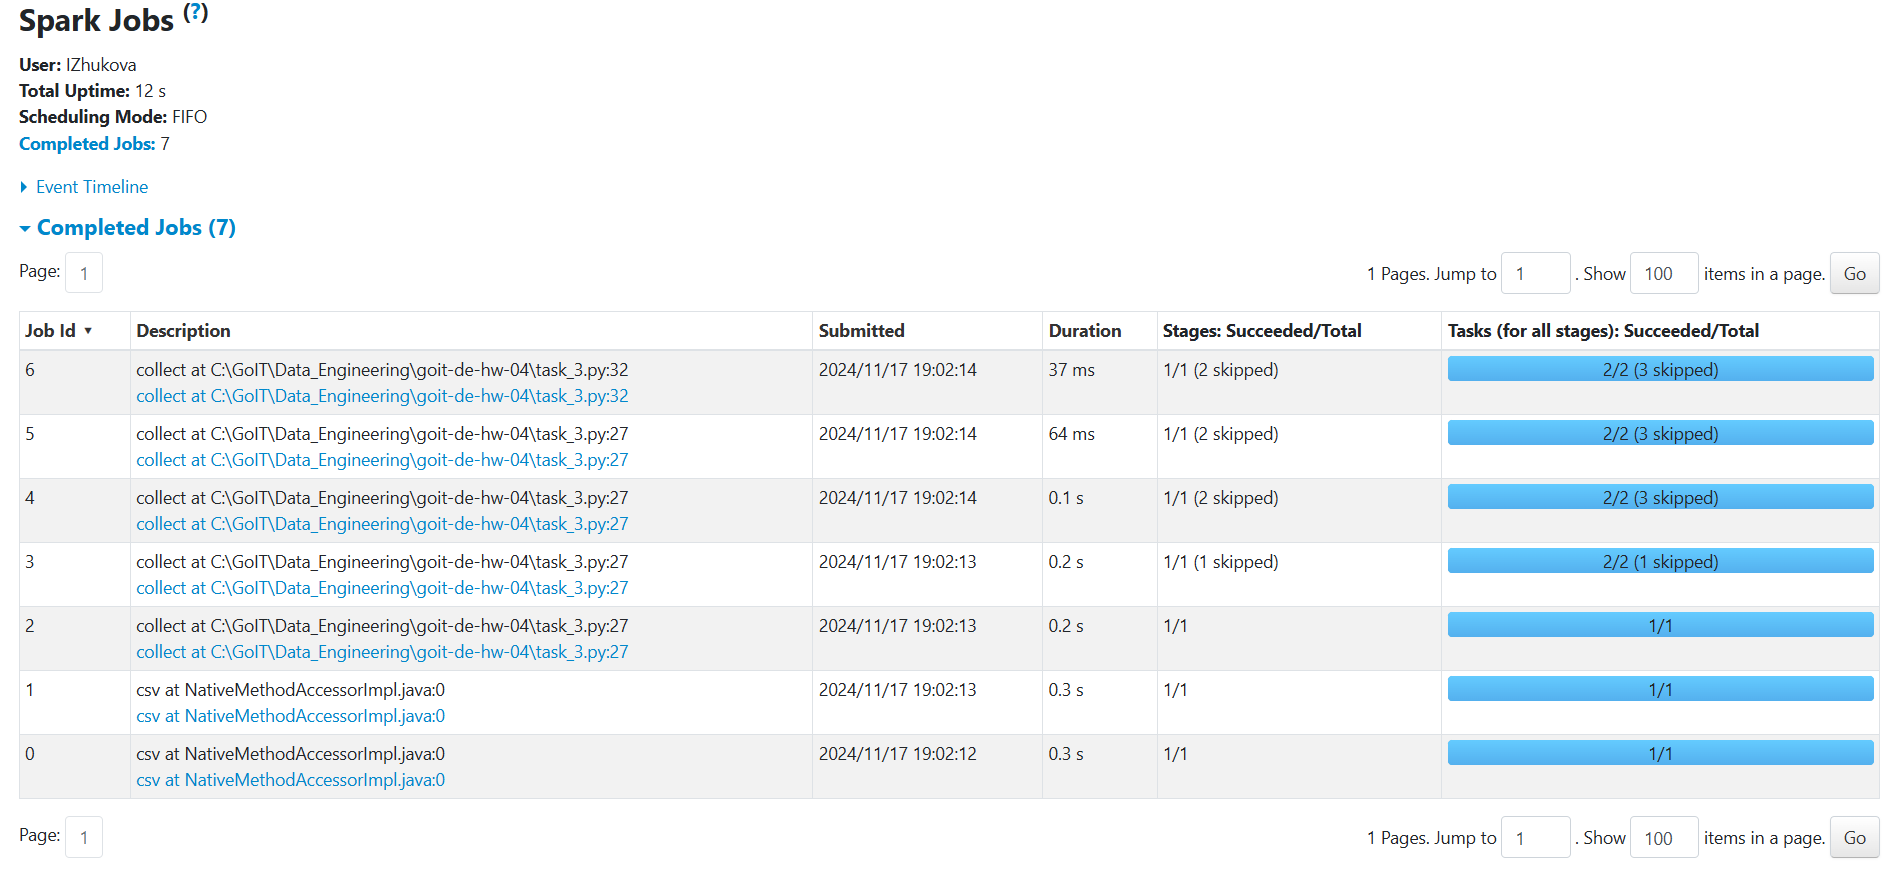 Spark Jobs (?)
User: IZhukova
Total Uptime: 12 s
Scheduling Mode: FIFO
Completed Jobs: 7
Event Timeline
Completed Jobs (7)
Page: 1 1 Pages. Jump to 1 . Show 100 items in a page. Go
Job Id Description Submitted Duration Stages: Succeeded/Total Tasks (for all stages): Succeeded/Total
6 collect at C:\GoIT\Data_Engineering\goit-de-hw-04\task_3.py:32 2024/11/17 19:02:14 37 ms 1/1 (2 skipped) 2/2 (3 skipped)
collect at C:\GoIT\Data_Engineering\goit-de-hw-04\task_3.py:32
5 collect at C:\GoIT\Data_Engineering\goit-de-hw-04\task_3.py:27 2024/11/17 19:02:14 64 ms 1/1 (2 skipped) 2/2 (3 skipped)
collect at C:\GoIT\Data_Engineering\goit-de-hw-04\task_3.py:27
4 collect at C:\GoIT\Data_Engineering\goit-de-hw-04\task_3.py:27 2024/11/17 19:02:14 0.1 s 1/1 (2 skipped) 2/2 (3 skipped)
collect at C:\GoIT\Data_Engineering\goit-de-hw-04\task_3.py:27
3 collect at C:\GoIT\Data_Engineering\goit-de-hw-04\task_3.py:27 2024/11/17 19:02:13 0.2 s 1/1 (1 skipped) 2/2 (1 skipped)
collect at C:\GoIT\Data_Engineering\goit-de-hw-04\task_3.py:27
2 collect at C:\GoIT\Data_Engineering\goit-de-hw-04\task_3.py:27 2024/11/17 19:02:13 0.2 s 1/1 1/1
collect at C:\GoIT\Data_Engineering\goit-de-hw-04\task_3.py:27
1 csv at NativeMethodAccessorImpl.java:0 2024/11/17 19:02:13 0.3 s 1/1 1/1
csv at NativeMethodAccessorImpl.java:0
0 csv at NativeMethodAccessorImpl.java:0 2024/11/17 19:02:12 0.3 s 1/1 1/1
csv at NativeMethodAccessorImpl.java:0
Page: 1 1 Pages. Jump to 1 . Show 100 items in a page. Go